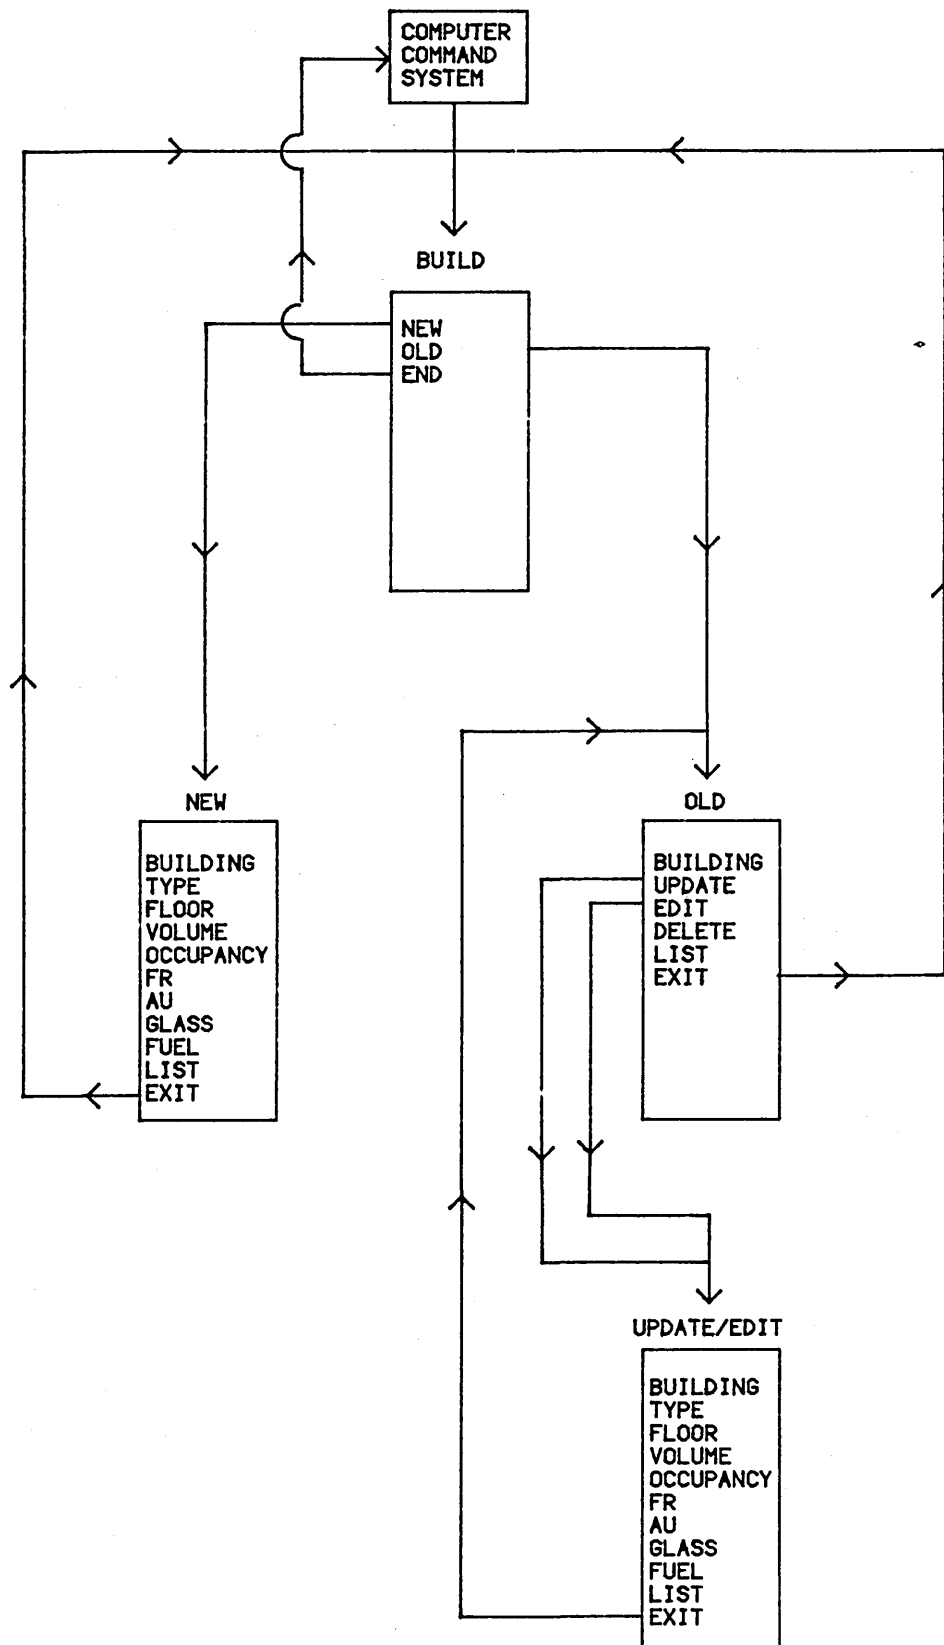 COMPUTER
COMMAND
SYSTEM
BUILD
NEW
OLD
END
NEW
BUILDING
TYPE
FLOOR
VOLUME
OCCUPANCY
FR
AU
GLASS
FUEL
LIST
EXIT
OLD
BUILDING
UPDATE
EDIT
DELETE
LIST
EXIT
UPDATE/EDIT
BUILDING
TYPE
FLOOR
VOLUME
OCCUPANCY
FR
AU
GLASS
FUEL
LIST
EXIT